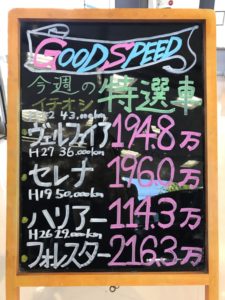 GOODSPEED
今週の特選車
イチオシ
ヴェルファイア 194.8万
H27 36,000km
セレナ 196.0万
H19 50,000km
ハリアー 114.3万
H26 29,000km
フォレスター 216.3万